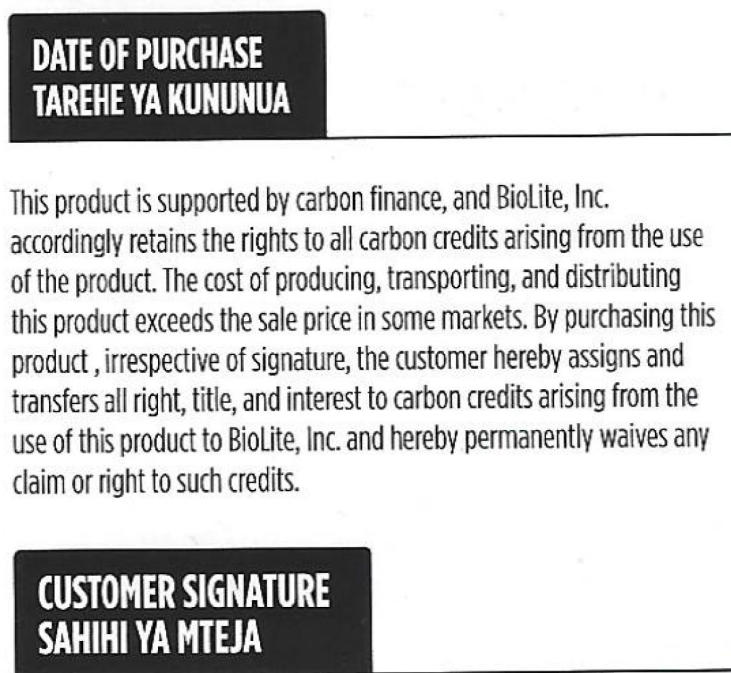 DATE OF PURCHASE
TAREHE YA KUNUNUA
This product is supported by carbon finance, and BioLite, Inc.
accordingly retains the rights to all carbon credits arising from the use
of the product. The cost of producing, transporting, and distributing
this product exceeds the sale price in some markets. By purchasing this
product , irrespective of signature, the customer hereby assigns and
transfers all right, title, and interest to carbon credits arising from the
use of this product to BioLite, Inc. and hereby permanently waives any
claim or right to such credits.
CUSTOMER SIGNATURE
SAHIHI YA MTEJA